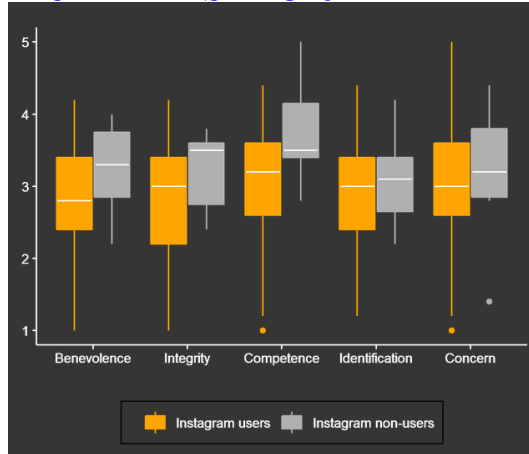 5
4
3
2
1
Benevolence Integrity Competence Identification Concern
Instagram users Instagram non-users